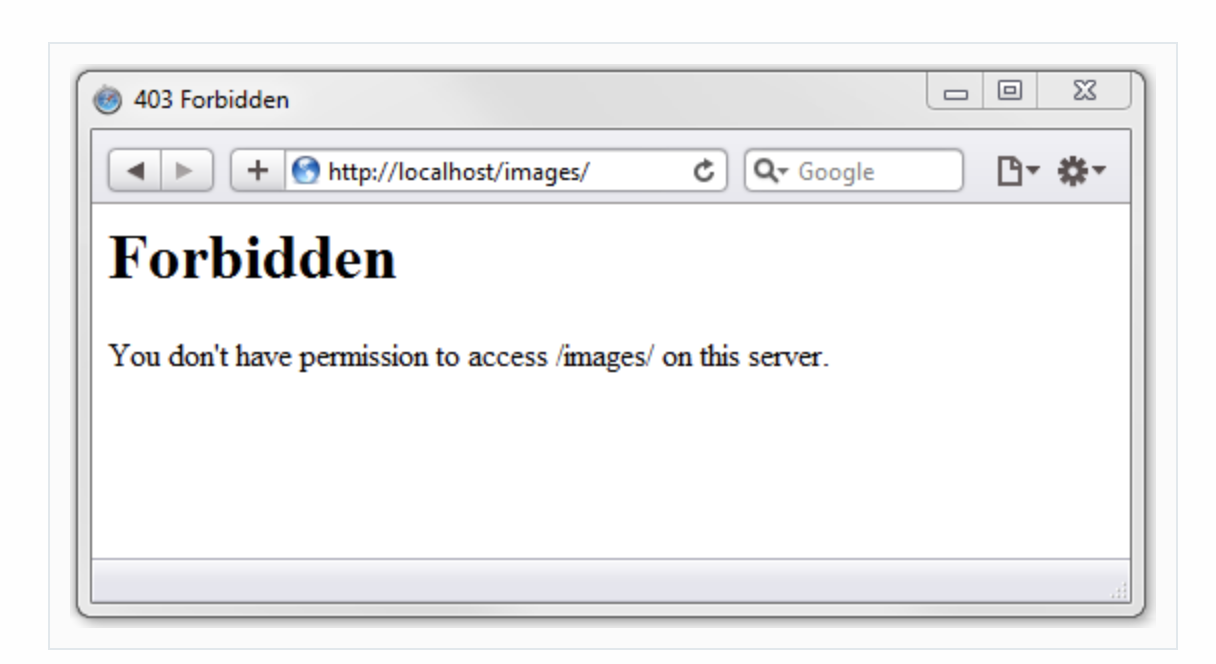 403 Forbidden
http://localhost/images/
Google
Forbidden
You don't have permission to access /images/ on this server.